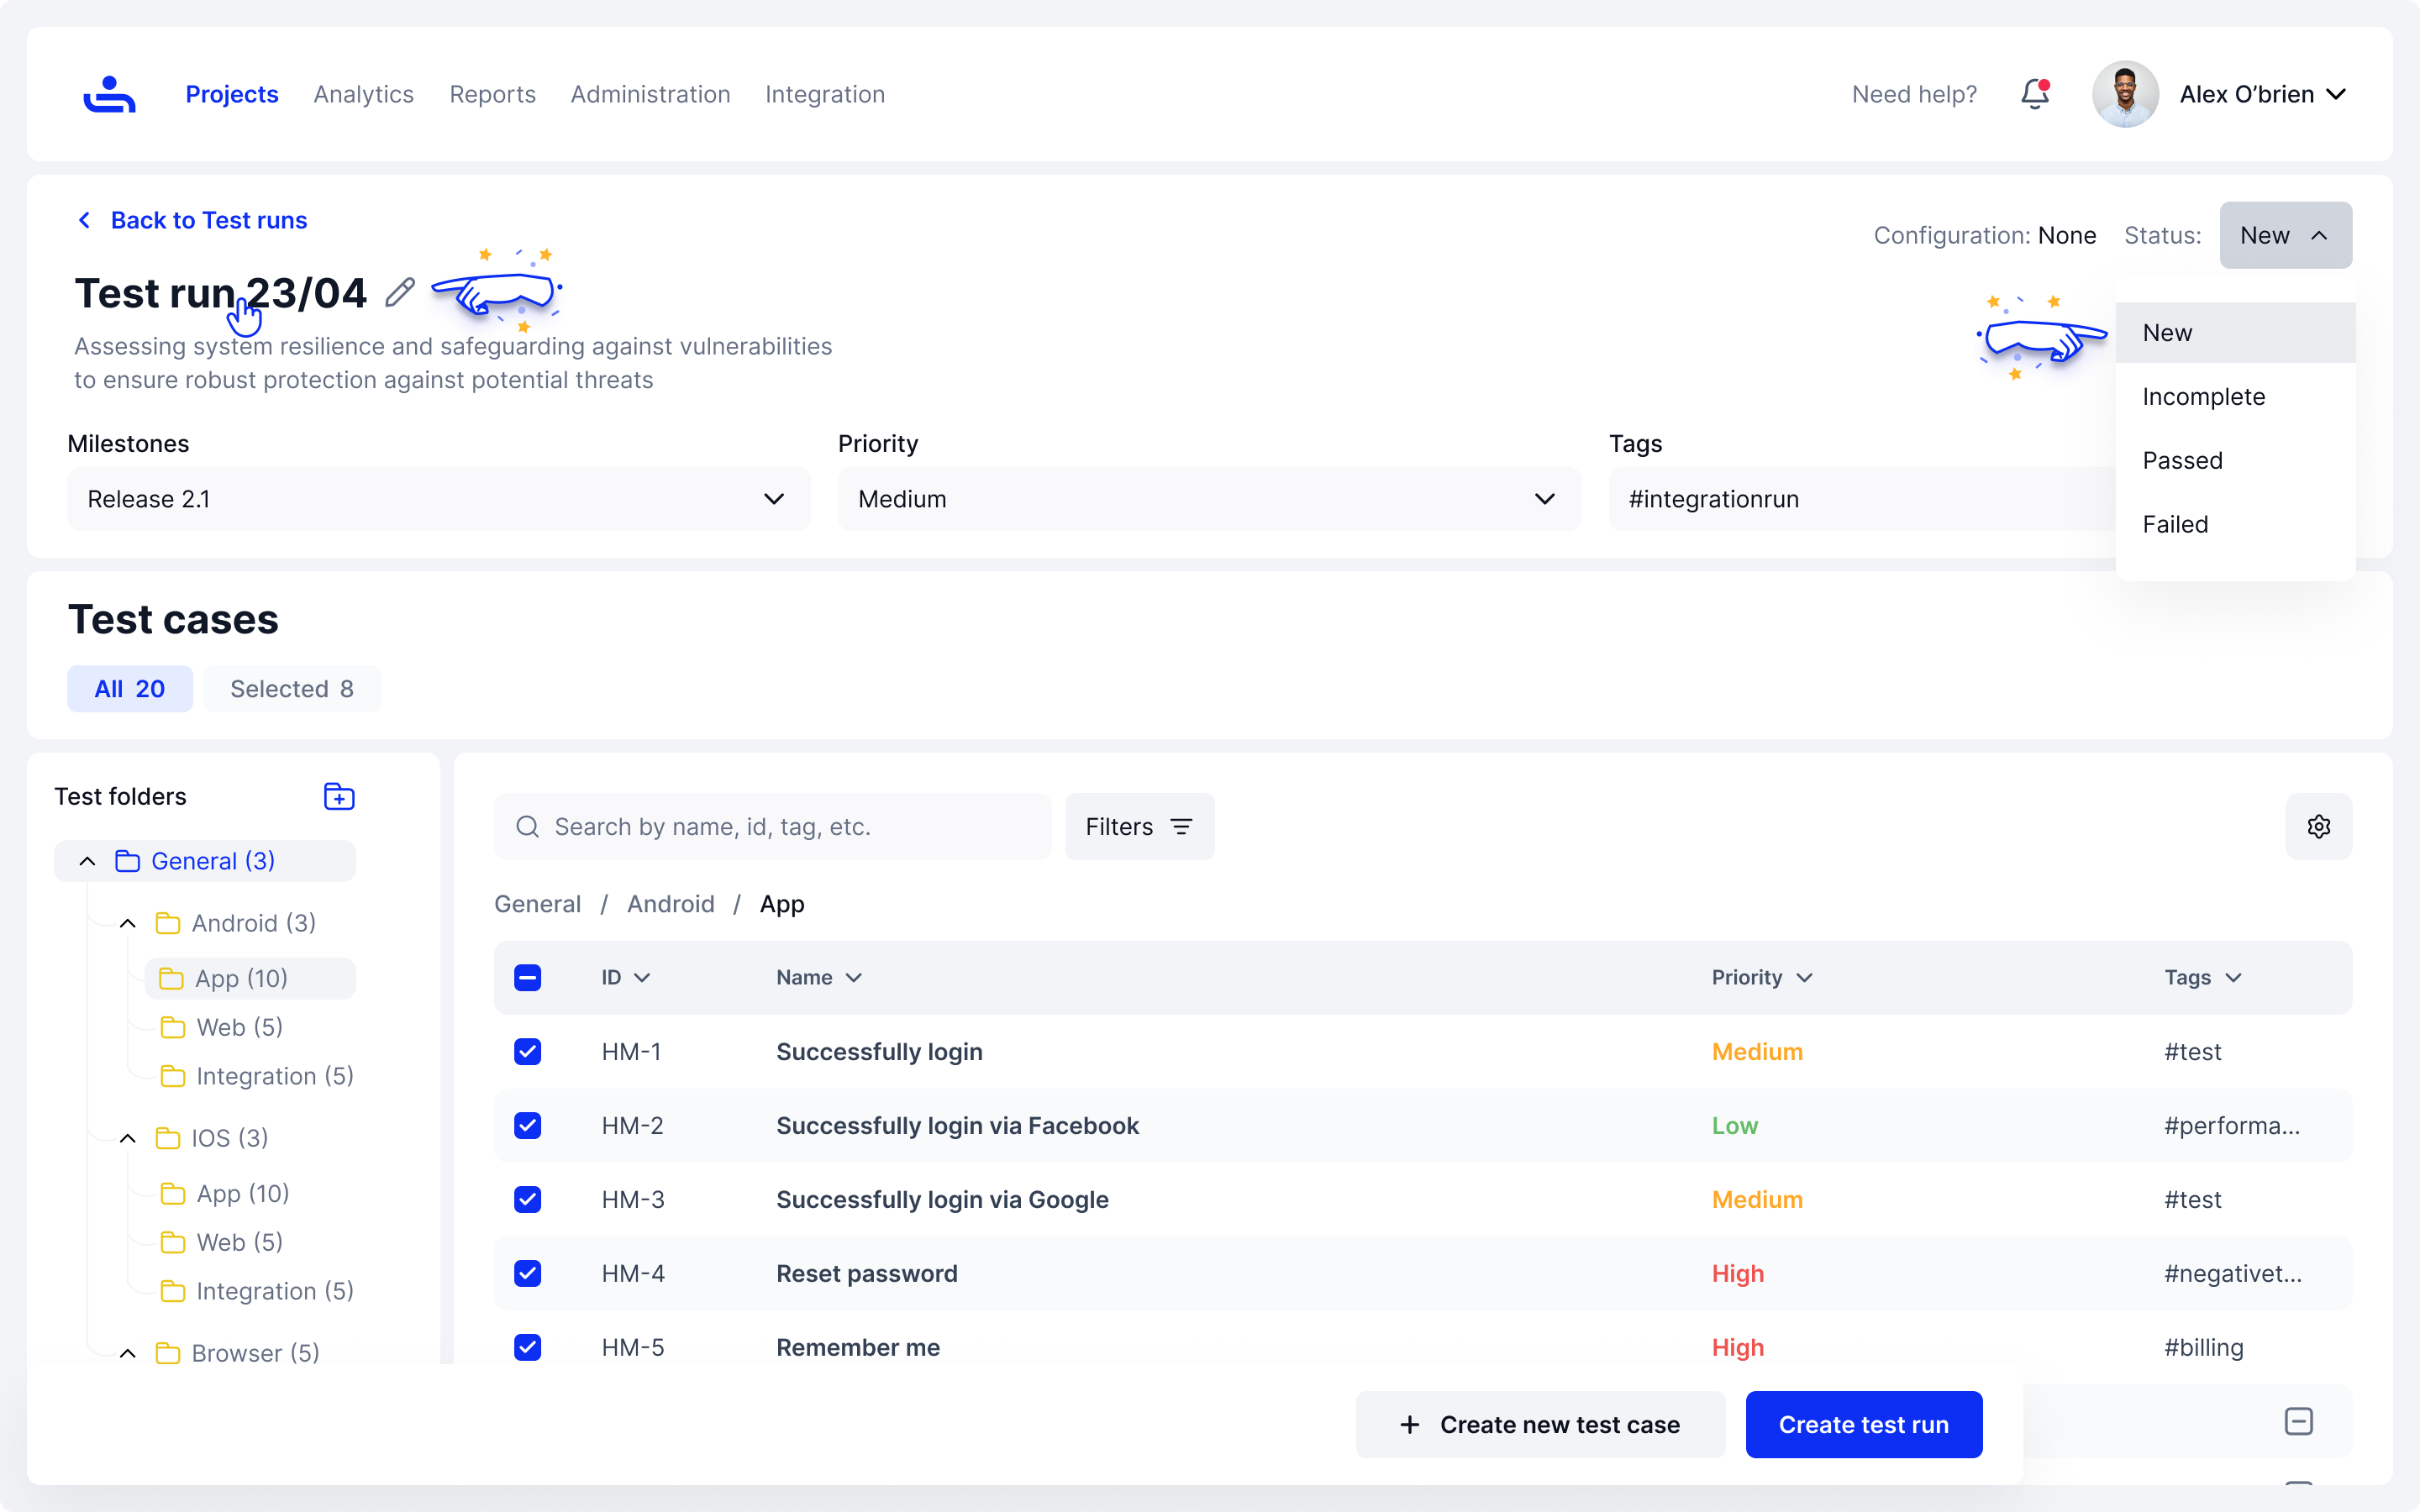 Projects Analytics Reports Administration Integration Need help? Alex O’brien
Back to Test runs
Configuration: None Status: New
Test run 23/04
Assessing system resilience and safeguarding against vulnerabilities
to ensure robust protection against potential threats
New
Incomplete
Passed
Failed
Milestones Priority Tags
Release 2.1 Medium #integrationrun
Test cases
All 20 Selected 8
Test folders
General (3)
Android (3)
App (10)
Web (5)
Integration (5)
IOS (3)
App (10)
Web (5)
Integration (5)
Browser (5)
Search by name, id, tag, etc. Filters
General / Android / App
ID Name Priority Tags
HM-1 Successfully login Medium #test
HM-2 Successfully login via Facebook Low #performa...
HM-3 Successfully login via Google Medium #test
HM-4 Reset password High #negativet...
HM-5 Remember me High #billing
+ Create new test case Create test run